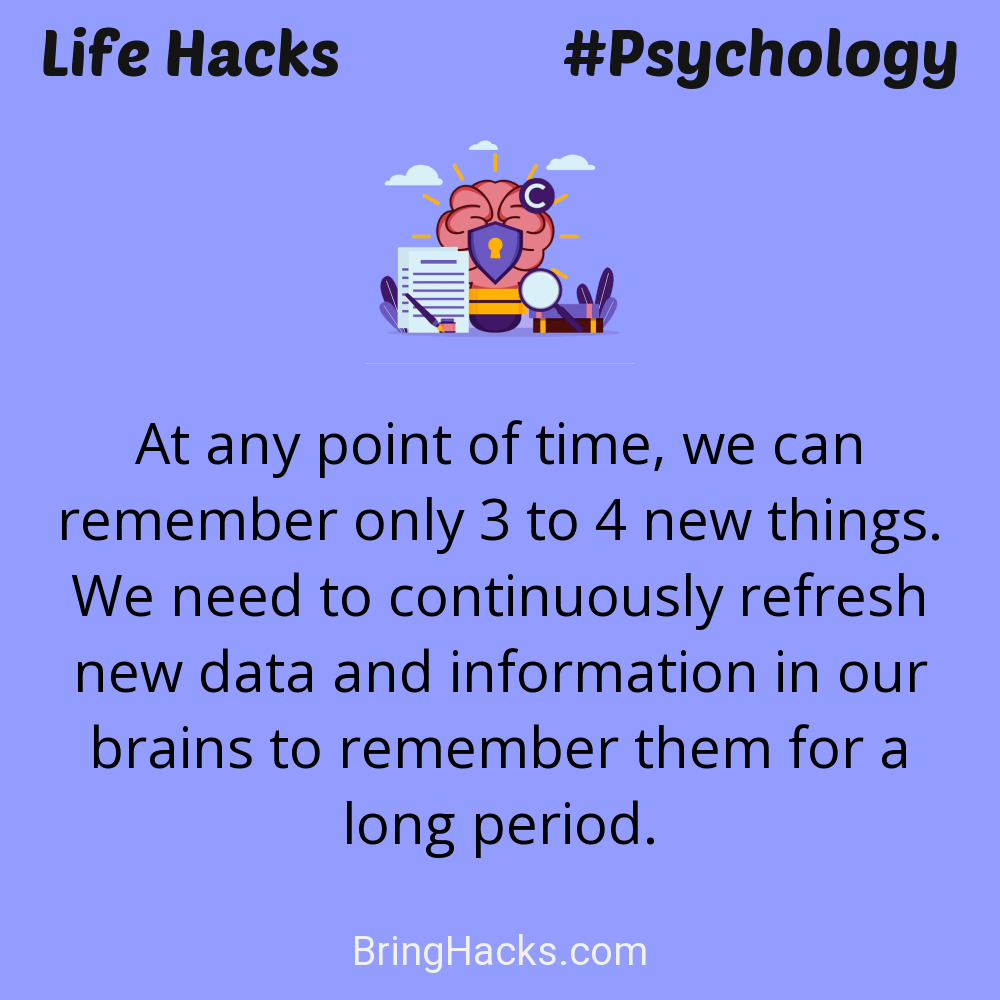 Life Hacks
#Psychology
C
At any point of time, we can
remember only 3 to 4 new things.
We need to continuously refresh
new data and information in our
brains to remember them for a
long period.
BringHacks.com